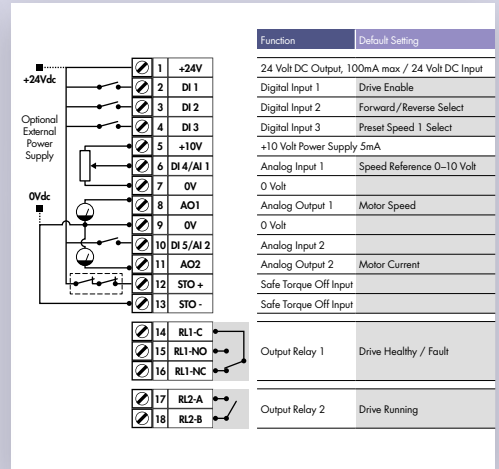 Function Default Setting
+24Vdc
Optional
External
Power
Supply
0Vdc
1 +24V 24 Volt DC Output, 100mA max / 24 Volt DC Input
2 DI 1 Digital Input 1 Drive Enable
3 DI 2 Digital Input 2 Forward/Reverse Select
4 DI 3 Digital Input 3 Preset Speed 1 Select
5 +10V +10 Volt Power Supply 5mA
6 DI 4/AI 1 Analog Input 1 Speed Reference 0–10 Volt
7 0V 0 Volt
8 AO1 Analog Output 1 Motor Speed
9 0V 0 Volt
10 DI 5/AI 2 Analog Input 2
11 AO2 Analog Output 2 Motor Current
12 STO + Safe Torque Off Input
13 STO - Safe Torque Off Input
14 RL1-C
15 RL1-NO Output Relay 1 Drive Healthy / Fault
16 RL1-NC
17 RL2-A Output Relay 2 Drive Running
18 RL2-B